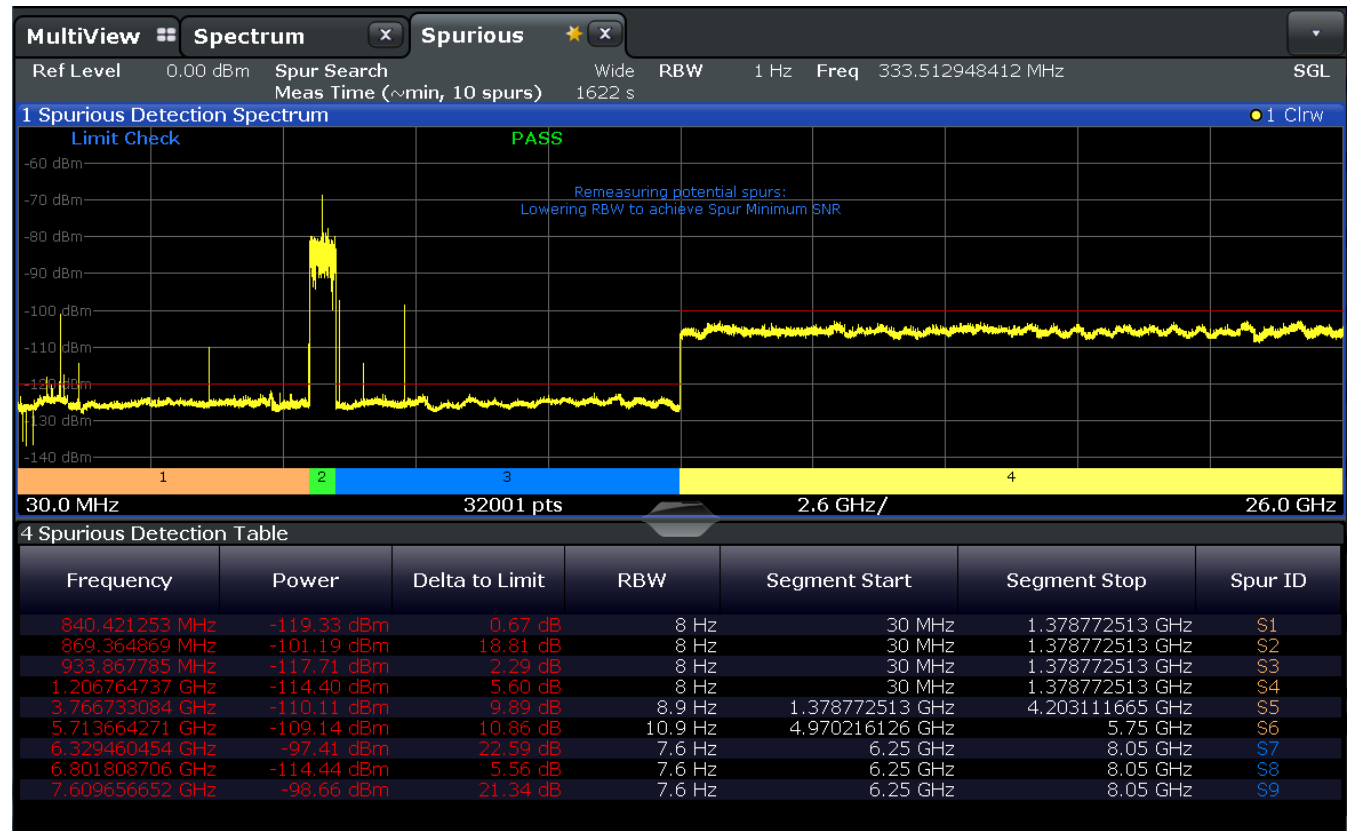 MultiView Spectrum X Spurious X
Ref Level 0.00 dBm Spur Search Wide RBW 1 Hz Freq 333.512948412 MHz SGL
Meas Time (~min, 10 spurs) 1622 s
1 Spurious Detection Spectrum 1 Clrw
Limit Check PASS
-60 dBm
Remeasuring potential spurs:
-70 dBm
Lowering RBW to achieve Spur Minimum SNR
-80 dBm
-90 dBm
-100 dBm
-110 dBm
-120 dBm
-130 dBm
-140 dBm
1 2 3 4
30.0 MHz 32001 pts 2.6 GHz/ 26.0 GHz
4 Spurious Detection Table
Frequency Power Delta to Limit RBW Segment Start Segment Stop Spur ID
840.421253 MHz -119.33 dBm 0.67 dB 8 Hz 30 MHz 1.378772513 GHz S1
869.364869 MHz -101.19 dBm 18.81 dB 8 Hz 30 MHz 1.378772513 GHz S2
933.867785 MHz -117.71 dBm 2.29 dB 8 Hz 30 MHz 1.378772513 GHz S3
1.206764737 GHz -114.40 dBm 5.60 dB 8 Hz 30 MHz 1.378772513 GHz S4
3.766733084 GHz -110.11 dBm 9.89 dB 8.9 Hz 1.378772513 GHz 4.203111665 GHz S5
5.713664271 GHz -109.14 dBm 10.86 dB 10.9 Hz 4.970216126 GHz 5.75 GHz S6
6.329460454 GHz -97.41 dBm 22.59 dB 7.6 Hz 6.25 GHz 8.05 GHz S7
6.801808706 GHz -114.44 dBm 5.56 dB 7.6 Hz 6.25 GHz 8.05 GHz S8
7.609656652 GHz -98.66 dBm 21.34 dB 7.6 Hz 6.25 GHz 8.05 GHz S9